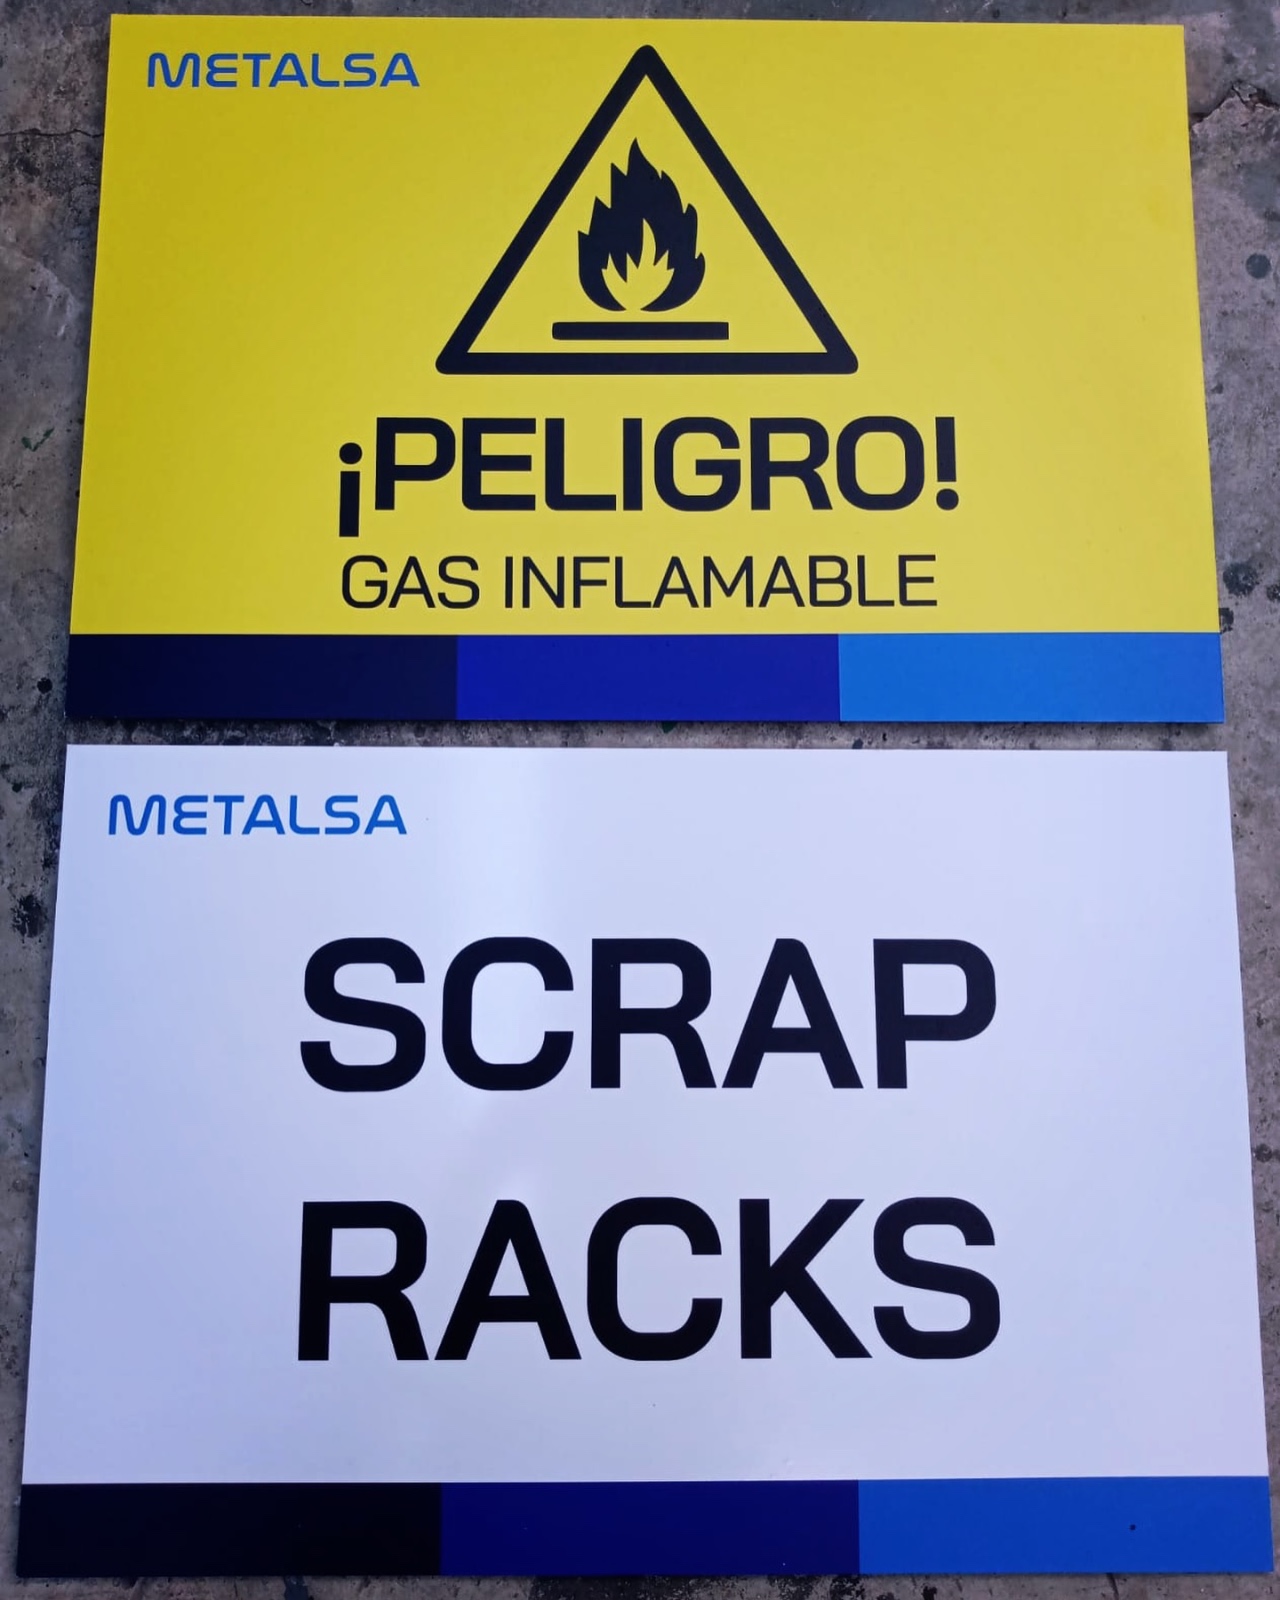 METALSA
¡PELIGRO!
GAS INFLAMABLE
METALSA
SCRAP
RACKS